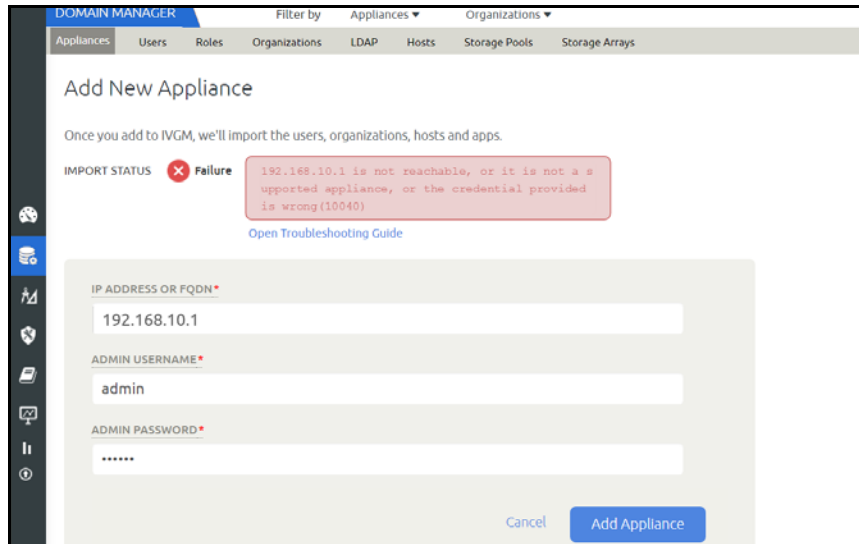 DOMAIN MANAGER Filter by Appliances ▾ Organizations ▾
Appliances Users Roles Organizations LDAP Hosts Storage Pools Storage Arrays
Add New Appliance
Once you add to IVGM, we'll import the users, organizations, hosts and apps.
IMPORT STATUS Failure
192.168.10.1 is not reachable, or it is not a s
upported appliance, or the credential provided
is wrong(10040)
Open Troubleshooting Guide
IP ADDRESS OR FQDN*
192.168.10.1
ADMIN USERNAME*
admin
ADMIN PASSWORD*
••••••
Cancel Add Appliance